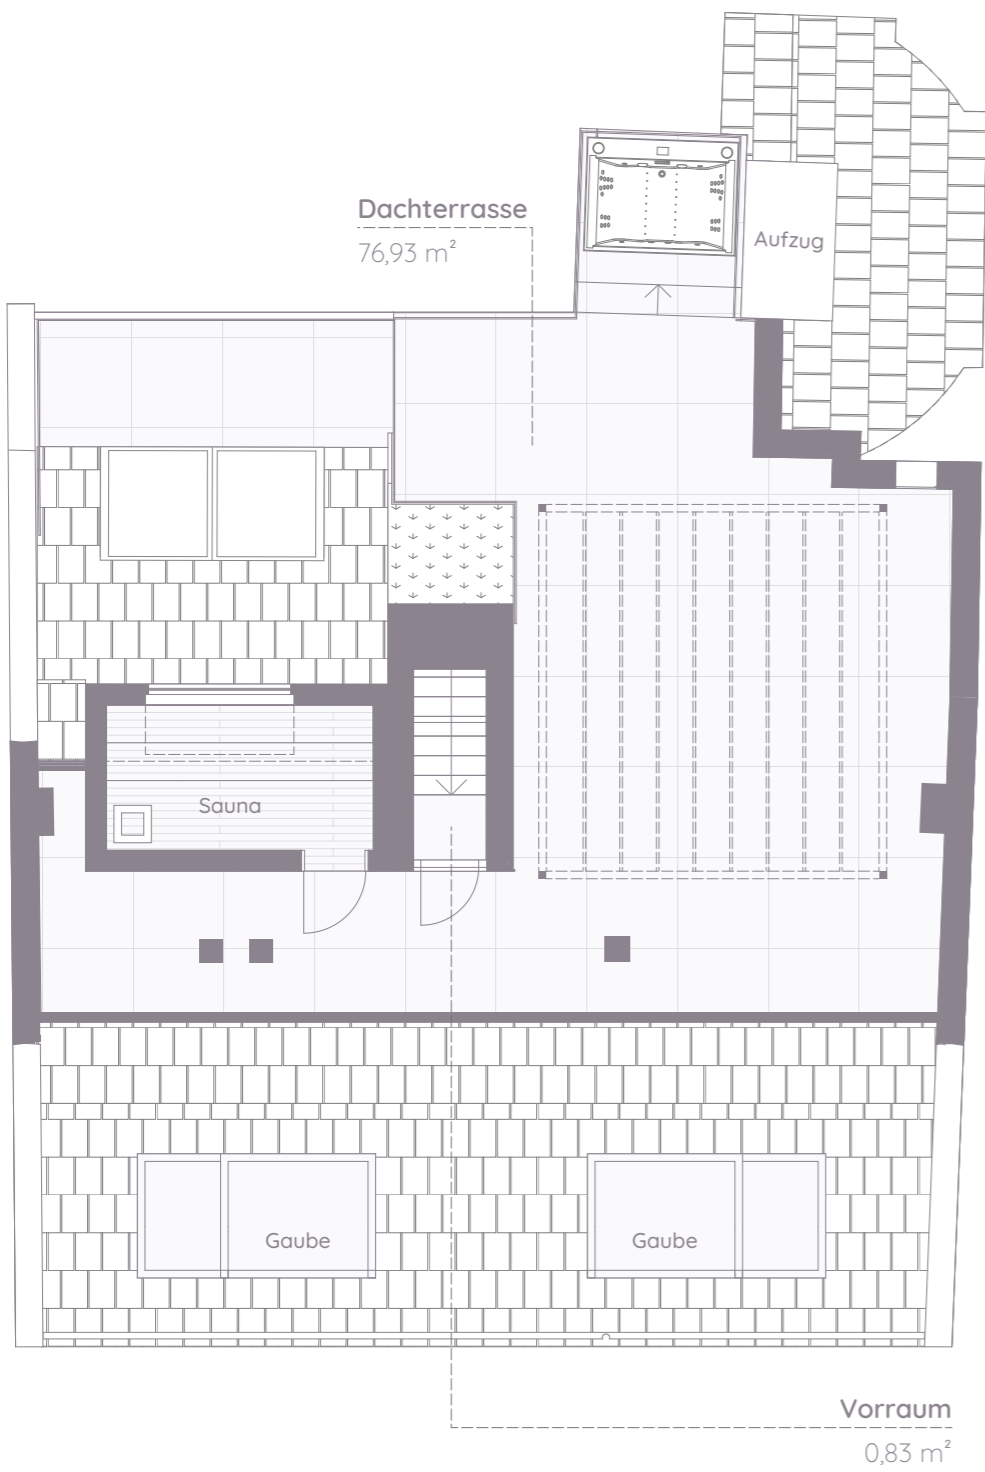 Dachterrasse
76,93 m²
Aufzug
Sauna
Gaube
Gaube
Vorraum
0,83 m²